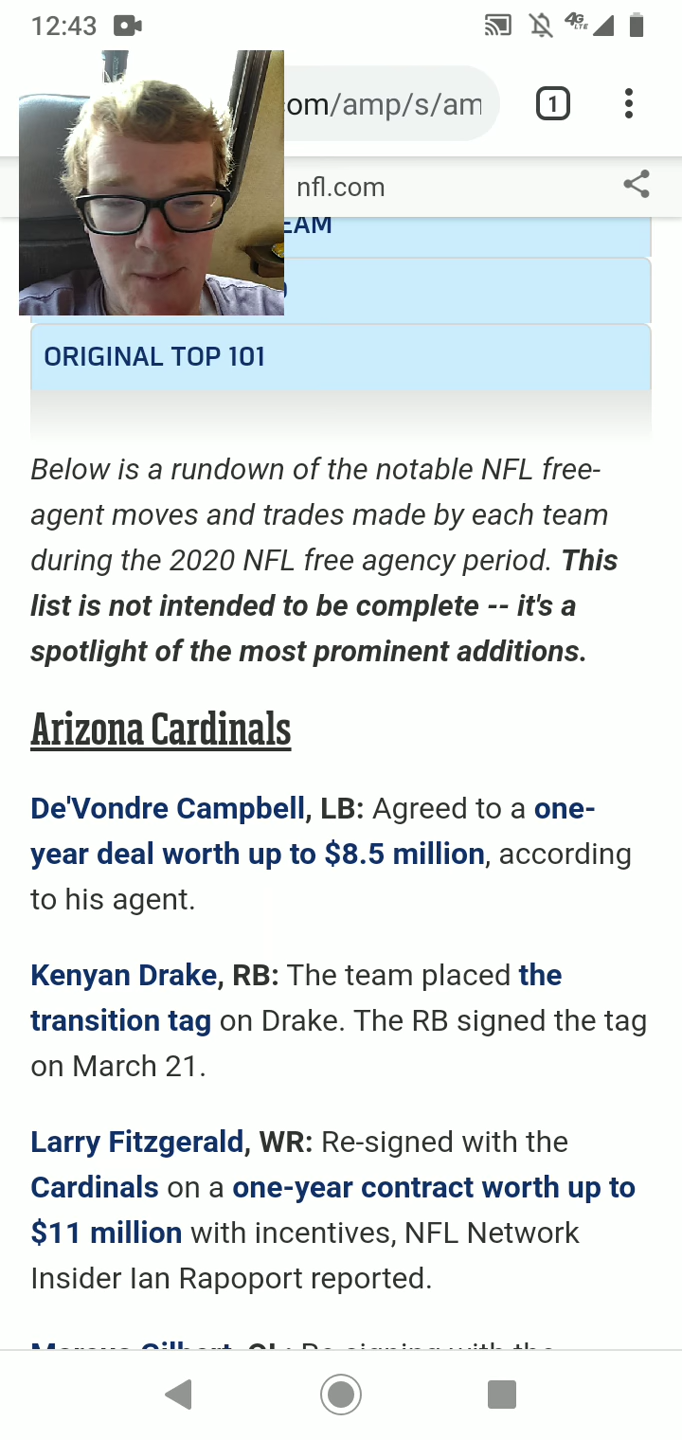 12:43
4G
LTE
om/amp/s/am
1
nfl.com
EAM
ORIGINAL TOP 101
Below is a rundown of the notable NFL free-
agent moves and trades made by each team
during the 2020 NFL free agency period. This
list is not intended to be complete -- it's a
spotlight of the most prominent additions.
Arizona Cardinals
De'Vondre Campbell, LB: Agreed to a one-
year deal worth up to $8.5 million, according
to his agent.
Kenyan Drake, RB: The team placed the
transition tag on Drake. The RB signed the tag
on March 21.
Larry Fitzgerald, WR: Re-signed with the
Cardinals on a one-year contract worth up to
$11 million with incentives, NFL Network
Insider Ian Rapoport reported.